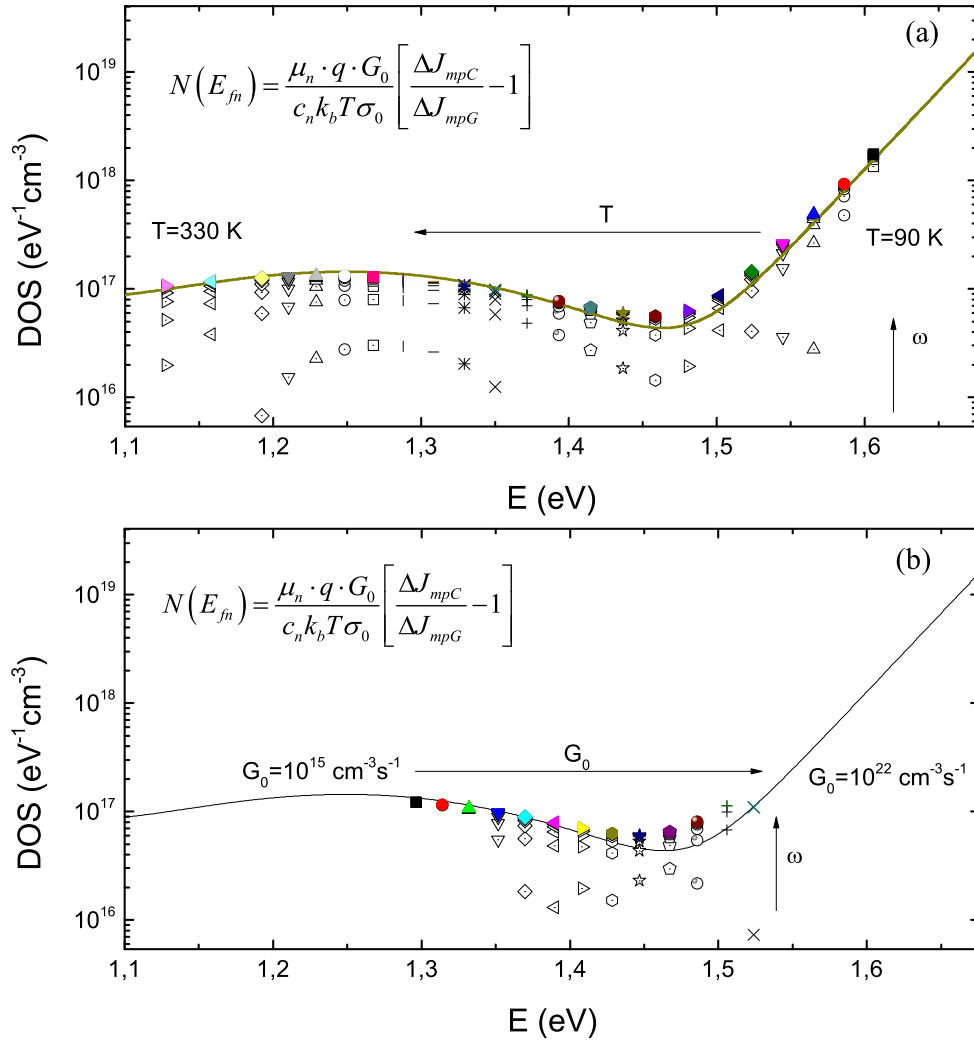 (a)
10^19
N(E_fn) = μ_n · q · G_0 / c_n k_b T σ_0 [ΔJ_mpC / ΔJ_mpG − 1]
10^18
T=330 K
T
T=90 K
10^17
ω
10^16
DOS (eV^-1cm^-3)
1,1 1,2 1,3 1,4 1,5 1,6
E (eV)
(b)
10^19
N(E_fn) = μ_n · q · G_0 / c_n k_b T σ_0 [ΔJ_mpC / ΔJ_mpG − 1]
10^18
G_0=10^15 cm^-3s^-1
G_0
G_0=10^22 cm^-3s^-1
10^17
ω
10^16
DOS (eV^-1cm^-3)
1,1 1,2 1,3 1,4 1,5 1,6
E (eV)